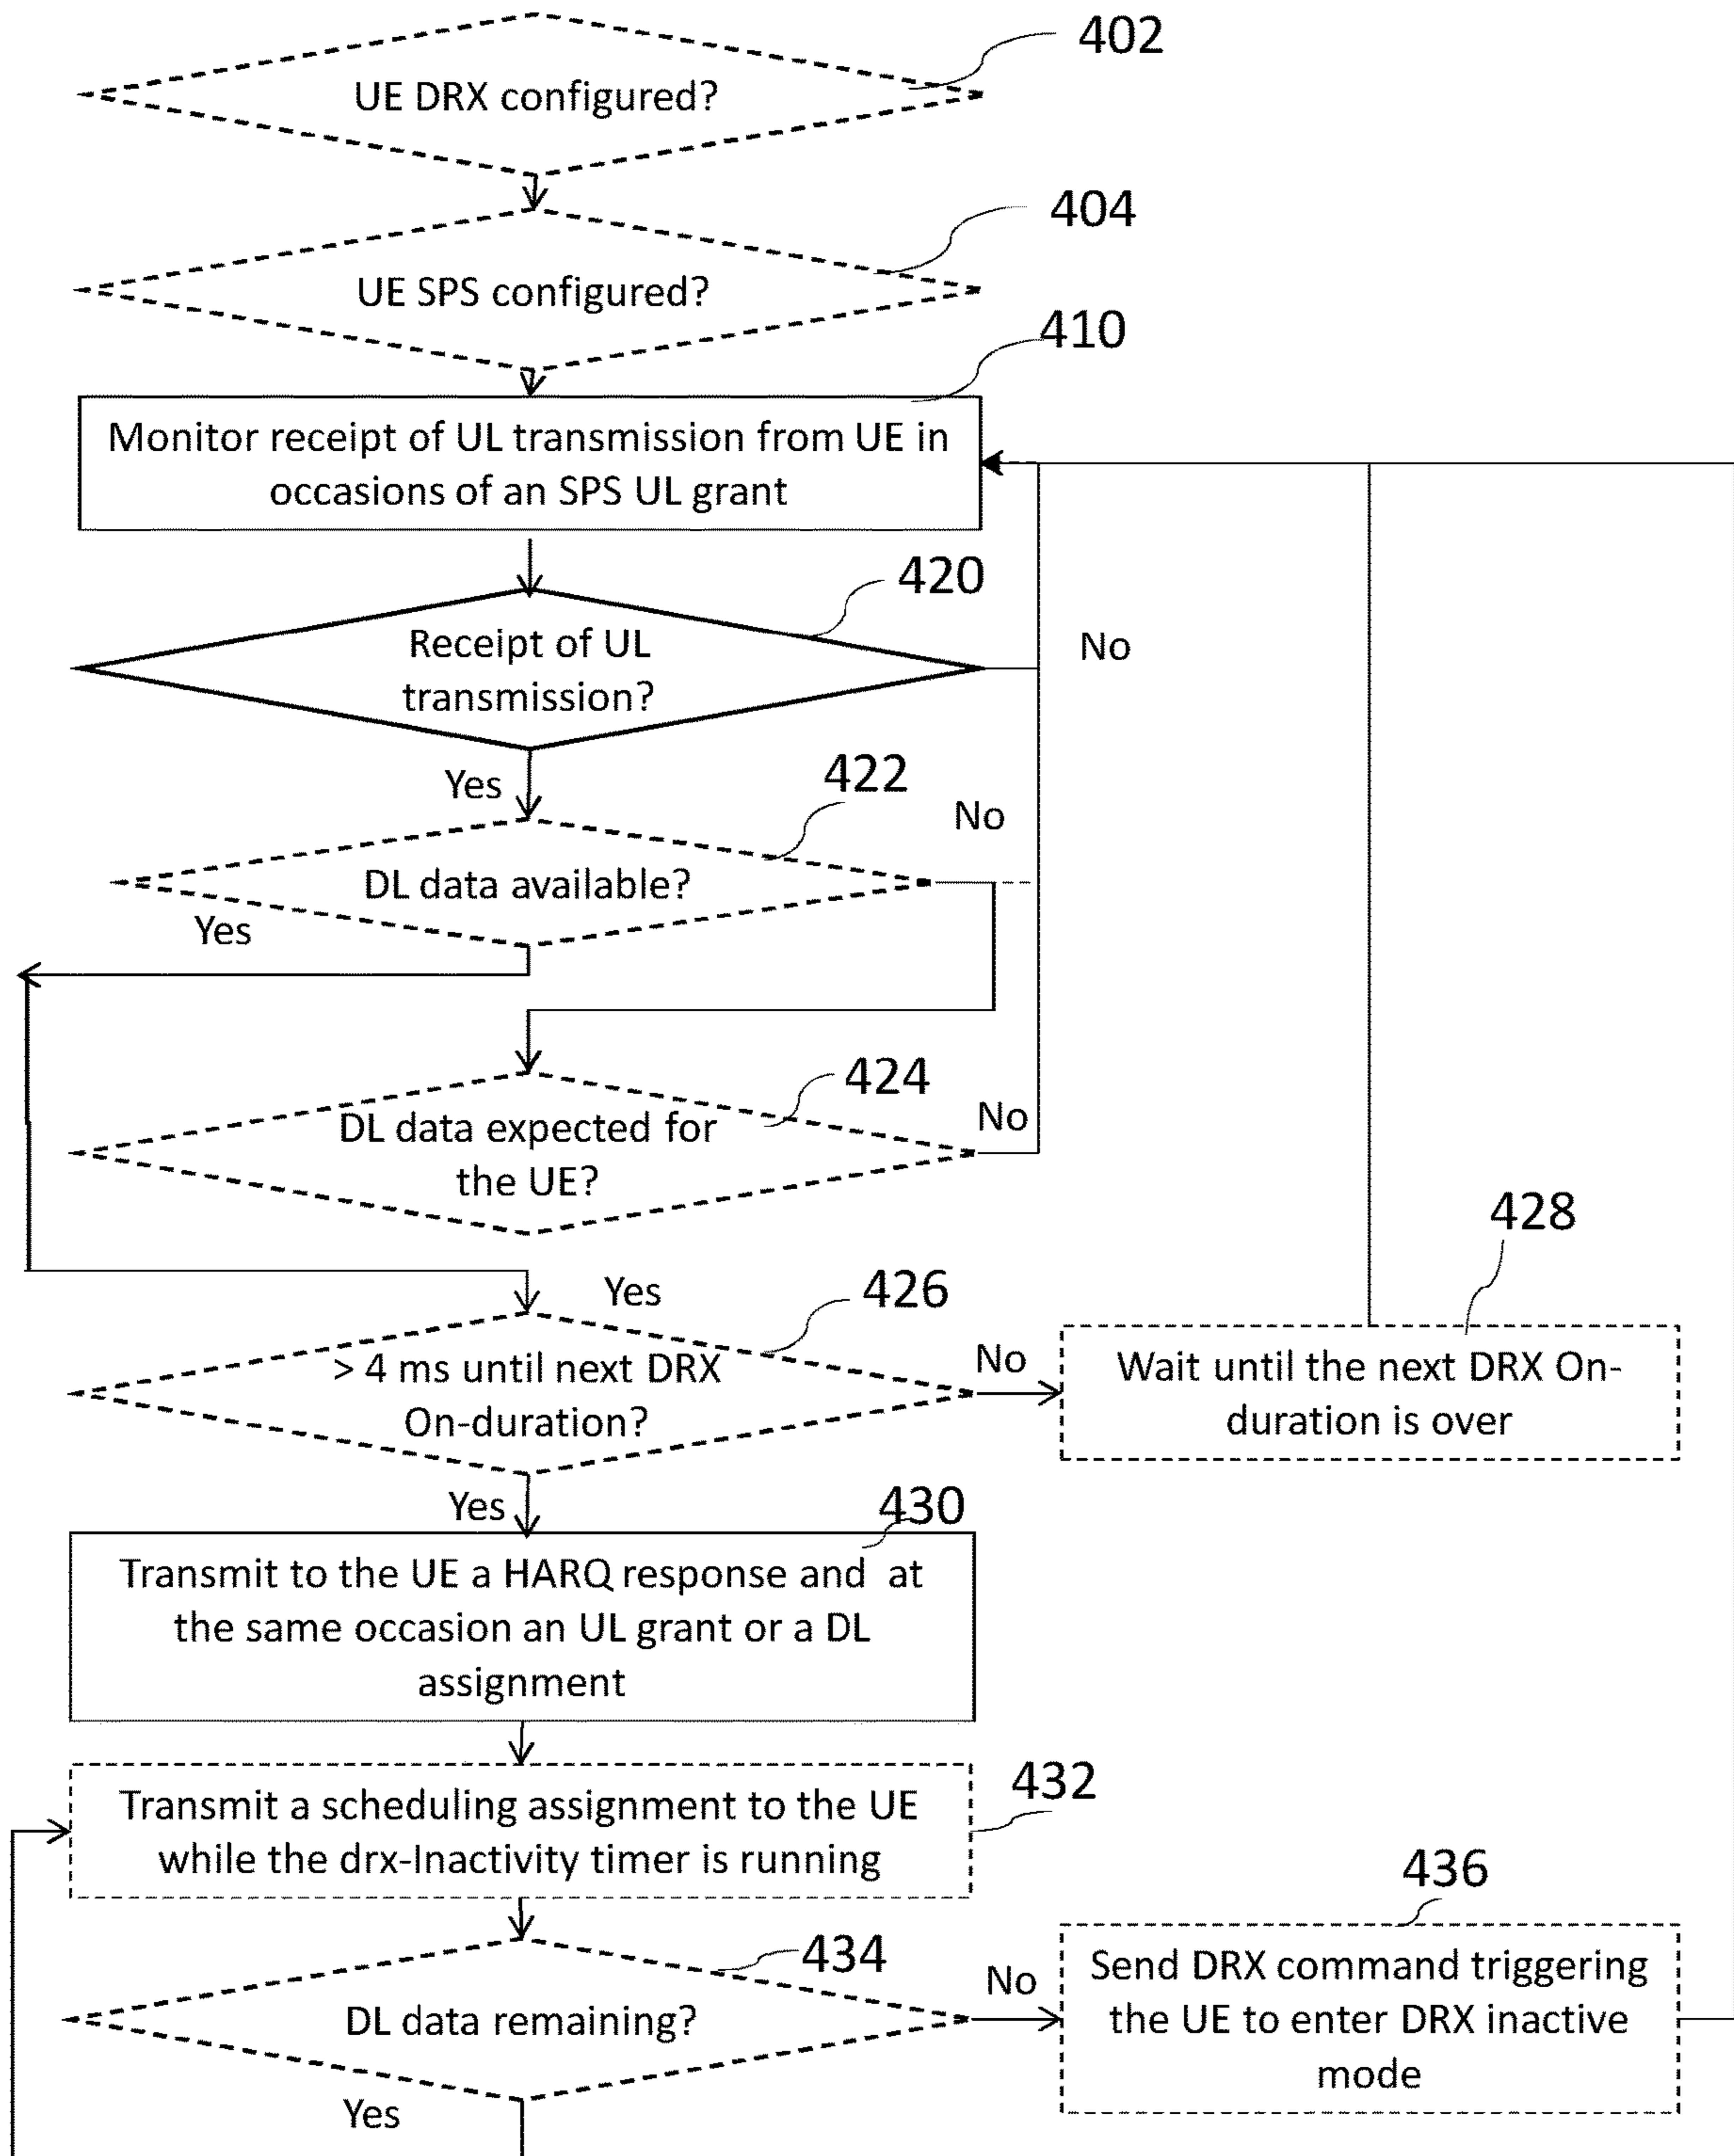 402
UE DRX configured?
404
UE SPS configured?
410
Monitor receipt of UL transmission from UE in
occasions of an SPS UL grant
420
Receipt of UL
transmission?
No
Yes
422
No
DL data available?
Yes
424
DL data expected for
the UE?
No
428
Yes
426
> 4 ms until next DRX
On-duration?
No
Wait until the next DRX On-
duration is over
Yes
430
Transmit to the UE a HARQ response and at
the same occasion an UL grant or a DL
assignment
432
Transmit a scheduling assignment to the UE
while the drx-Inactivity timer is running
436
434
DL data remaining?
No
Send DRX command triggering
the UE to enter DRX inactive
mode
Yes